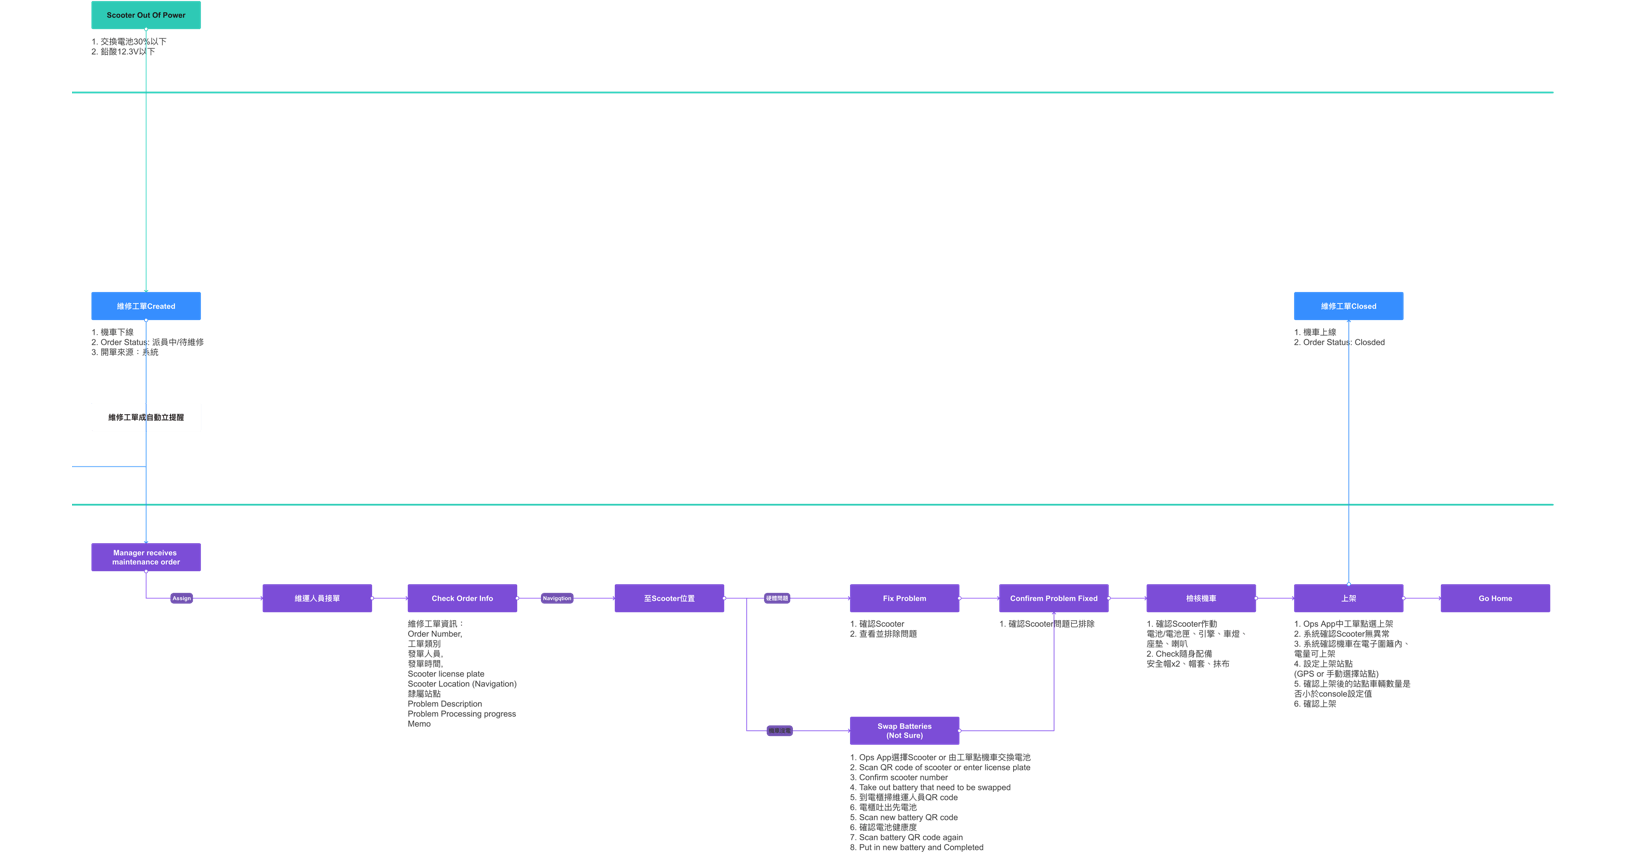 Scooter Out Of Power
1. 交換電池30%以下
2. 鉛酸12.3V以下
維修工單Created
1. 機車下線
2. Order Status: 派員中/待維修
3. 開單來源：系統
維修工單Closed
1. 機車上線
2. Order Status: Closded
維修工單成自動立提醒
Manager receives
maintenance order
Assign
維運人員接單
Check Order Info
維修工單資訊：
Order Number,
工單類別
發單人員,
發單時間,
Scooter license plate
Scooter Location (Navigation)
隸屬站點
Problem Description
Problem Processing progress
Memo
Navigqtion
至Scooter位置
硬體問題
Fix Problem
1. 確認Scooter
2. 查看並排除問題
Confirem Problem Fixed
1. 確認Scooter問題已排除
檢核機車
1. 確認Scooter作動
電池/電池匣、引擎、車燈、
座墊、喇叭
2. Check隨身配備
安全帽x2、帽套、抹布
上架
1. Ops App中工單點選上架
2. 系統確認Scooter無異常
3. 系統確認機車在電子圍籬內、
電量可上架
4. 設定上架站點
(GPS or 手動選擇站點)
5. 確認上架後的站點車輛數量是
否小於console設定值
6. 確認上架
Go Home
Swap Batteries
(Not Sure)
1. Ops App選擇Scooter or 由工單點機車交換電池
2. Scan QR code of scooter or enter license plate
3. Confirm scooter number
4. Take out battery that need to be swapped
5. 到電櫃掃維運人員QR code
6. 電櫃吐出先電池
5. Scan new battery QR code
6. 確認電池健康度
7. Scan battery QR code again
8. Put in new battery and Completed